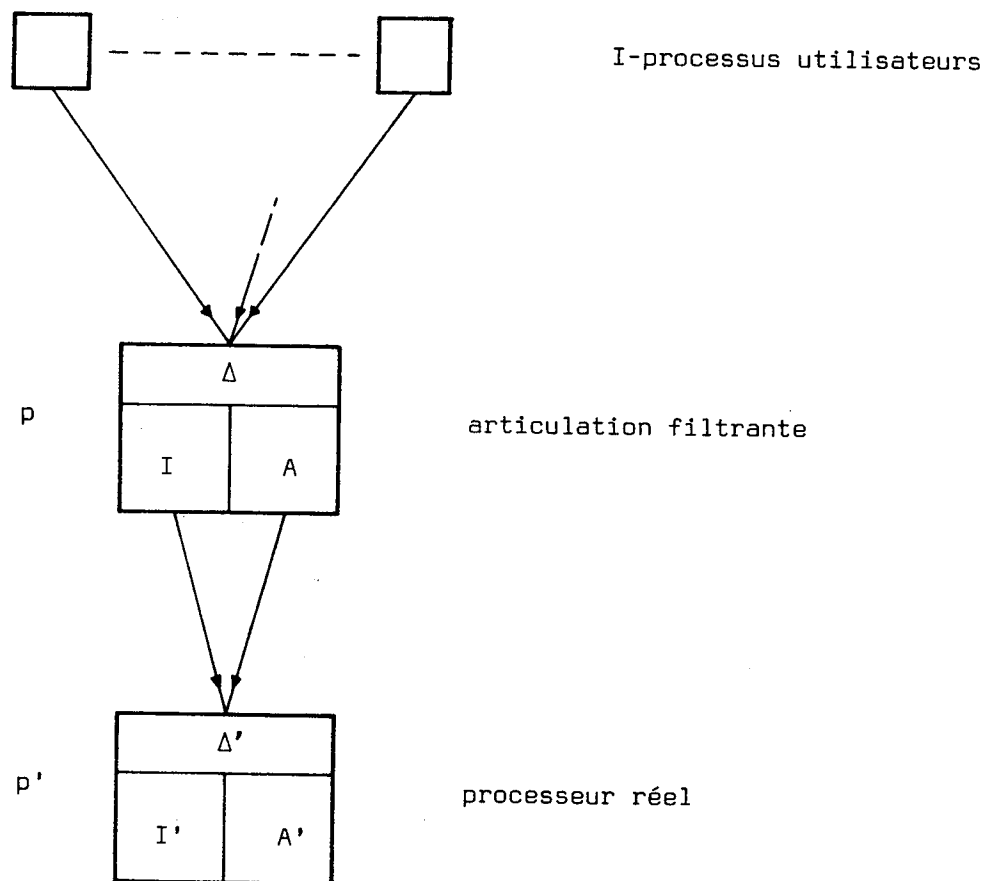 I-processus utilisateurs
Δ
p
articulation filtrante
I
A
Δ'
p'
processeur réel
I'
A'